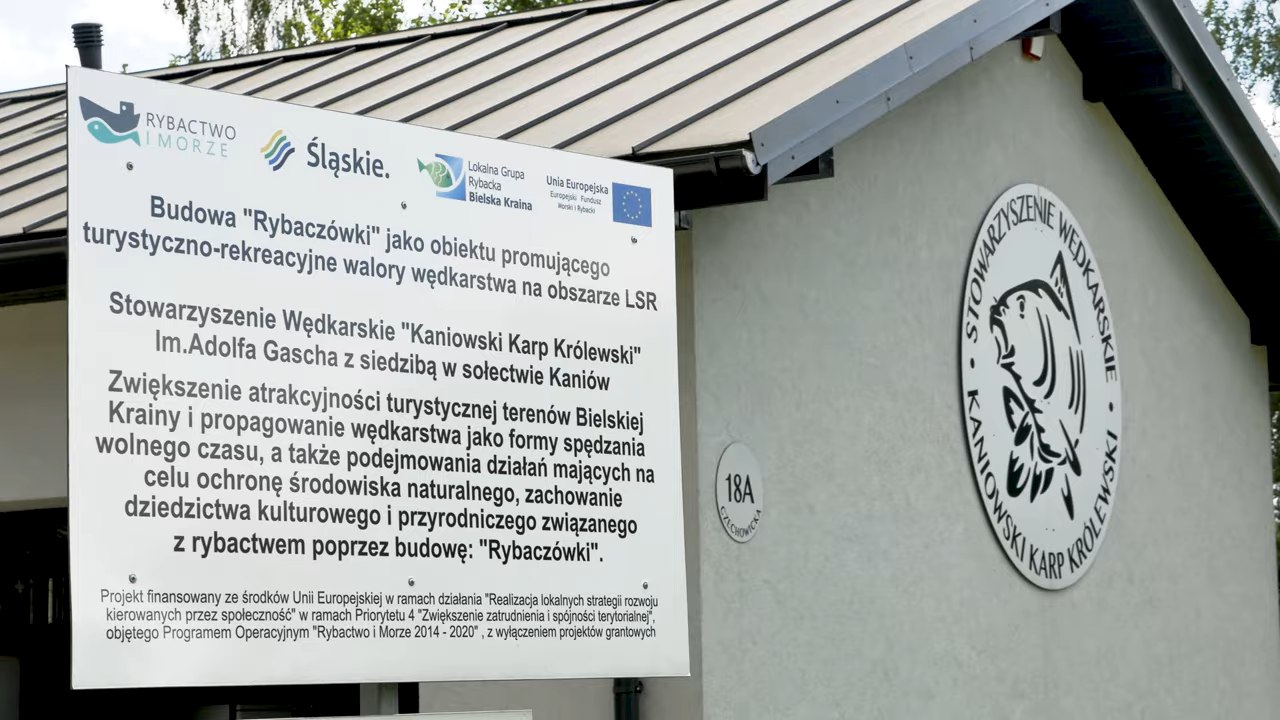 RYBACTWO
I MORZE
Śląskie.
Lokalna Grupa
Rybacka
Bielska Kraina
Unia Europejska
Europejski Fundusz
Morski i Rybacki
Budowa "Rybaczówki" jako obiektu promującego
turystyczno-rekreacyjne walory wędkarstwa na obszarze LSR
Stowarzyszenie Wędkarskie "Kaniowski Karp Królewski"
Im.Adolfa Gascha z siedzibą w sołectwie Kaniów
Zwiększenie atrakcyjności turystycznej terenów Bielskiej
Krainy i propagowanie wędkarstwa jako formy spędzania
wolnego czasu, a także podejmowania działań mających na
celu ochronę środowiska naturalnego, zachowanie
dziedzictwa kulturowego i przyrodniczego związanego
z rybactwem poprzez budowę: "Rybaczówki".
Projekt finansowany ze środków Unii Europejskiej w ramach działania "Realizacja lokalnych strategii rozwoju
kierowanych przez społeczność" w ramach Priorytetu 4 "Zwiększenie zatrudnienia i spójności terytorialnej",
objętego Programem Operacyjnym "Rybactwo i Morze 2014 - 2020" , z wyłączeniem projektów grantowych
18A
CZECHOWICKA
STOWARZYSZENIE WĘDKARSKIE
• KANIOWSKI KARP KRÓLEWSKI •